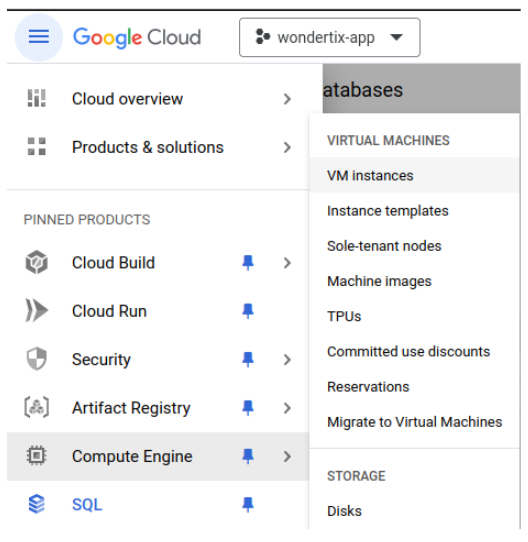 Google Cloud
wondertix-app
Cloud overview
Products & solutions
PINNED PRODUCTS
Cloud Build
Cloud Run
Security
Artifact Registry
Compute Engine
SQL
atabases
VIRTUAL MACHINES
VM instances
Instance templates
Sole-tenant nodes
Machine images
TPUs
Committed use discounts
Reservations
Migrate to Virtual Machines
STORAGE
Disks